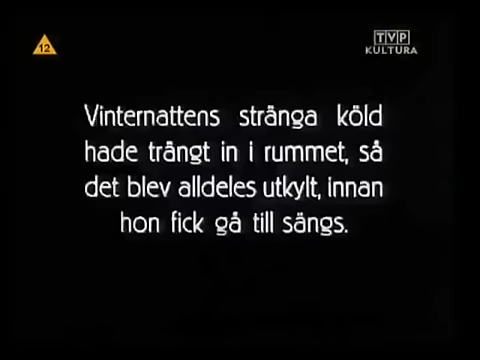 12
TVP
KULTURA
Vinternattens stränga köld
hade trängt in i rummet, så
det blev alldeles utkylt, innan
hon fick gå till sängs.